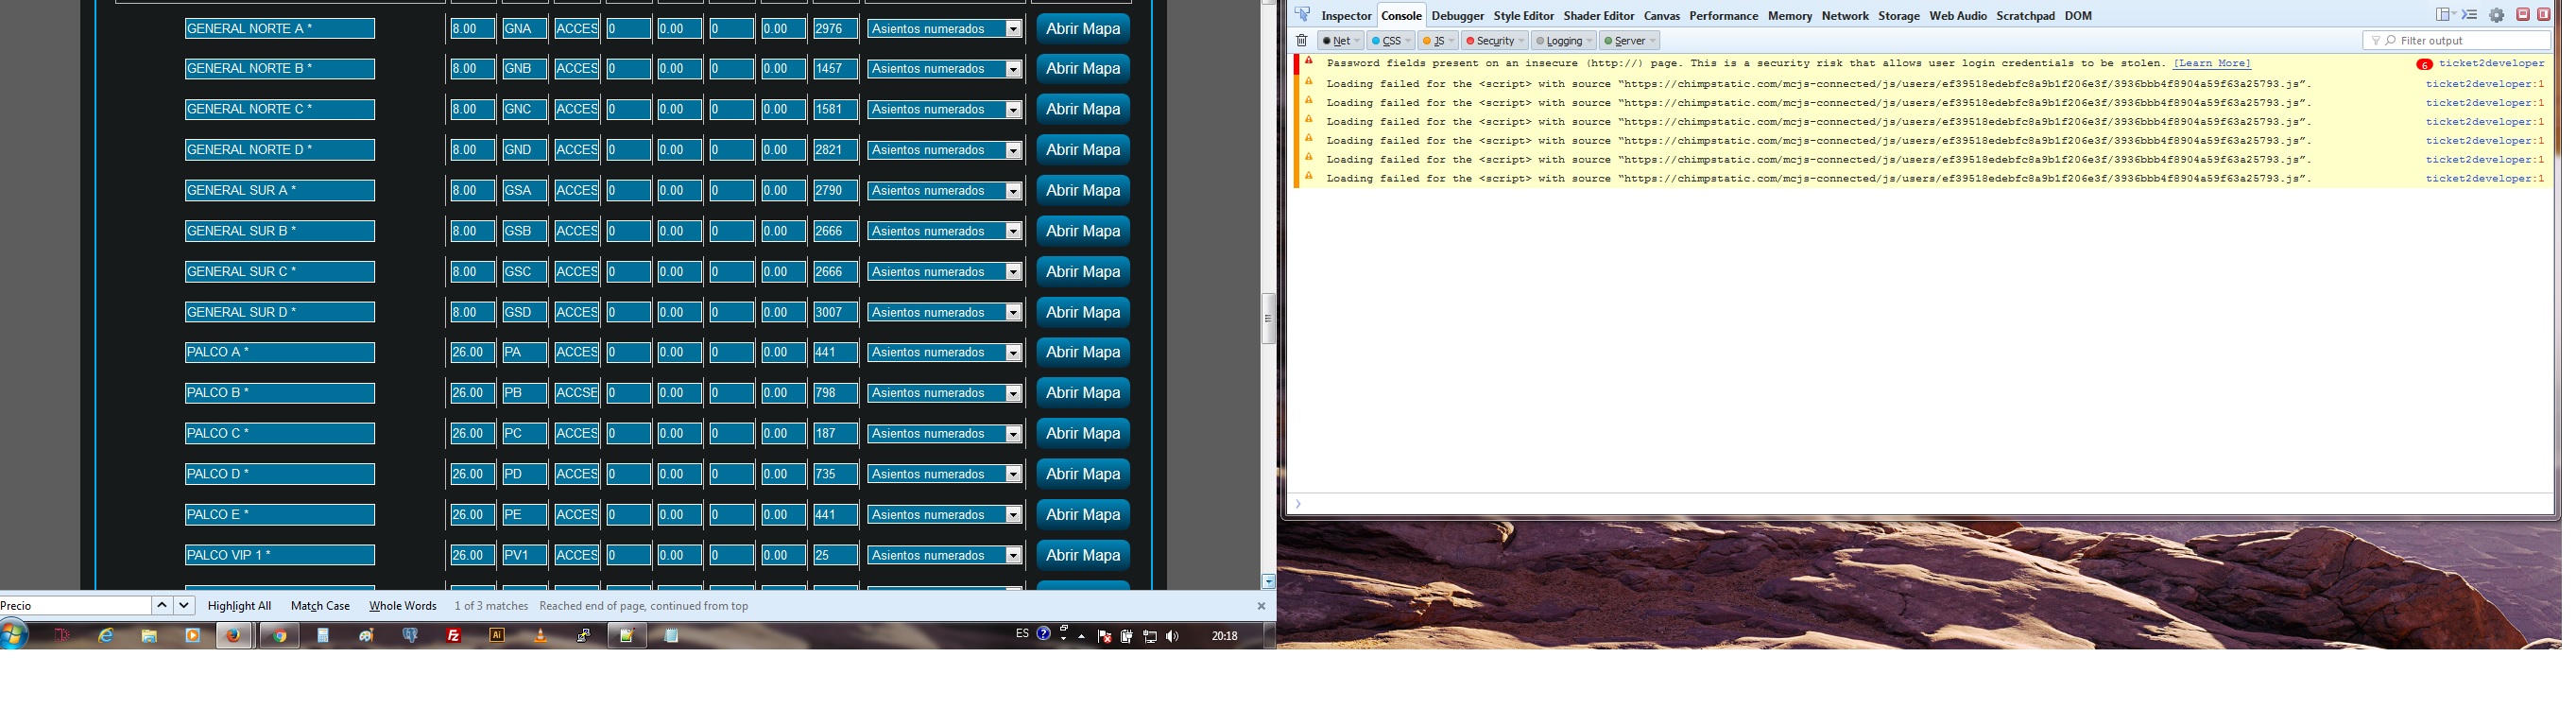 GENERAL NORTE A * 8.00 GNA ACCES 0 0.00 0 0.00 2976 Asientos numerados Abrir Mapa
GENERAL NORTE B * 8.00 GNB ACCES 0 0.00 0 0.00 1457 Asientos numerados Abrir Mapa
GENERAL NORTE C * 8.00 GNC ACCES 0 0.00 0 0.00 1581 Asientos numerados Abrir Mapa
GENERAL NORTE D * 8.00 GND ACCES 0 0.00 0 0.00 2821 Asientos numerados Abrir Mapa
GENERAL SUR A * 8.00 GSA ACCES 0 0.00 0 0.00 2790 Asientos numerados Abrir Mapa
GENERAL SUR B * 8.00 GSB ACCES 0 0.00 0 0.00 2666 Asientos numerados Abrir Mapa
GENERAL SUR C * 8.00 GSC ACCES 0 0.00 0 0.00 2666 Asientos numerados Abrir Mapa
GENERAL SUR D * 8.00 GSD ACCES 0 0.00 0 0.00 3007 Asientos numerados Abrir Mapa
PALCO A * 26.00 PA ACCES 0 0.00 0 0.00 441 Asientos numerados Abrir Mapa
PALCO B * 26.00 PB ACCSE 0 0.00 0 0.00 798 Asientos numerados Abrir Mapa
PALCO C * 26.00 PC ACCES 0 0.00 0 0.00 187 Asientos numerados Abrir Mapa
PALCO D * 26.00 PD ACCES 0 0.00 0 0.00 735 Asientos numerados Abrir Mapa
PALCO E * 26.00 PE ACCES 0 0.00 0 0.00 441 Asientos numerados Abrir Mapa
PALCO VIP 1 * 26.00 PV1 ACCES 0 0.00 0 0.00 25 Asientos numerados Abrir Mapa
Precio Highlight All Match Case Whole Words 1 of 3 matches Reached end of page, continued from top
Fz Ai ES 20:18
Inspector Console Debugger Style Editor Shader Editor Canvas Performance Memory Network Storage Web Audio Scratchpad DOM
Net CSS JS Security Logging Server Filter output
Password fields present on an insecure (http://) page. This is a security risk that allows user login credentials to be stolen. [Learn More] 6 ticket2developer
Loading failed for the <script> with source “https://chimpstatic.com/mcjs-connected/js/users/ef39518edebfc8a9b1f206e3f/3936bbb4f8904a59f63a25793.js”. ticket2developer:1
Loading failed for the <script> with source “https://chimpstatic.com/mcjs-connected/js/users/ef39518edebfc8a9b1f206e3f/3936bbb4f8904a59f63a25793.js”. ticket2developer:1
Loading failed for the <script> with source “https://chimpstatic.com/mcjs-connected/js/users/ef39518edebfc8a9b1f206e3f/3936bbb4f8904a59f63a25793.js”. ticket2developer:1
Loading failed for the <script> with source “https://chimpstatic.com/mcjs-connected/js/users/ef39518edebfc8a9b1f206e3f/3936bbb4f8904a59f63a25793.js”. ticket2developer:1
Loading failed for the <script> with source “https://chimpstatic.com/mcjs-connected/js/users/ef39518edebfc8a9b1f206e3f/3936bbb4f8904a59f63a25793.js”. ticket2developer:1
Loading failed for the <script> with source “https://chimpstatic.com/mcjs-connected/js/users/ef39518edebfc8a9b1f206e3f/3936bbb4f8904a59f63a25793.js”. ticket2developer:1